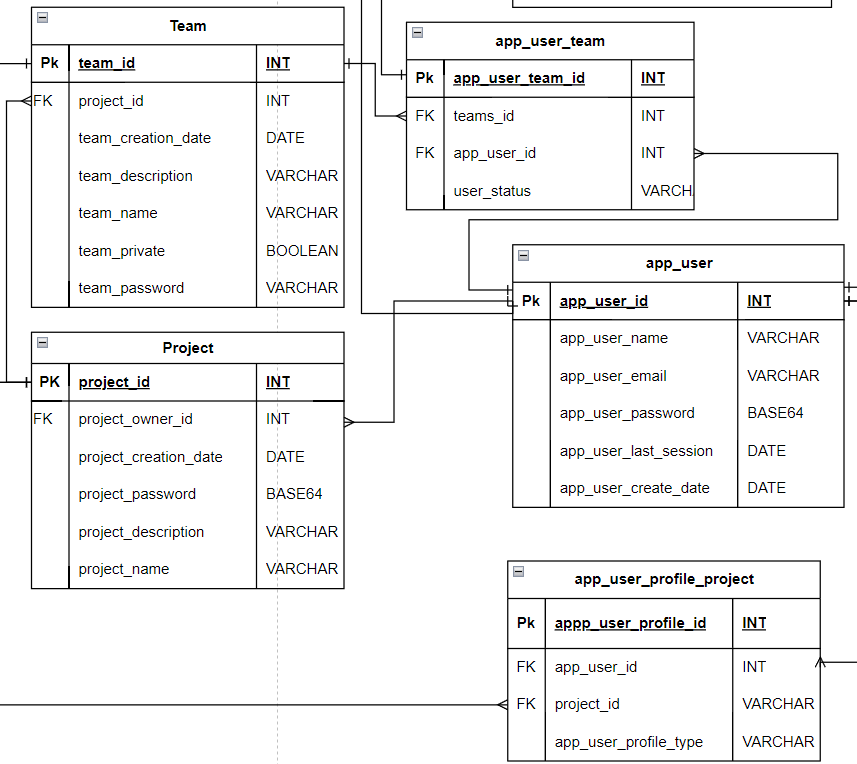 Team
Pk team_id INT
FK project_id INT
team_creation_date DATE
team_description VARCHAR
team_name VARCHAR
team_private BOOLEAN
team_password VARCHAR
app_user_team
Pk app_user_team_id INT
FK teams_id INT
FK app_user_id INT
user_status VARCH
app_user
Pk app_user_id INT
app_user_name VARCHAR
app_user_email VARCHAR
app_user_password BASE64
app_user_last_session DATE
app_user_create_date DATE
Project
PK project_id INT
FK project_owner_id INT
project_creation_date DATE
project_password BASE64
project_description VARCHAR
project_name VARCHAR
app_user_profile_project
Pk appp_user_profile_id INT
FK app_user_id INT
FK project_id VARCHAR
app_user_profile_type VARCHAR